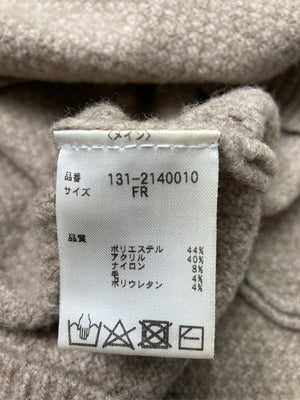 〈メイン〉
品番 131-2140010
サイズ FR
品質
ポリエステル 44%
アクリル 40%
ナイロン 8%
毛 4%
ポリウレタン 4%